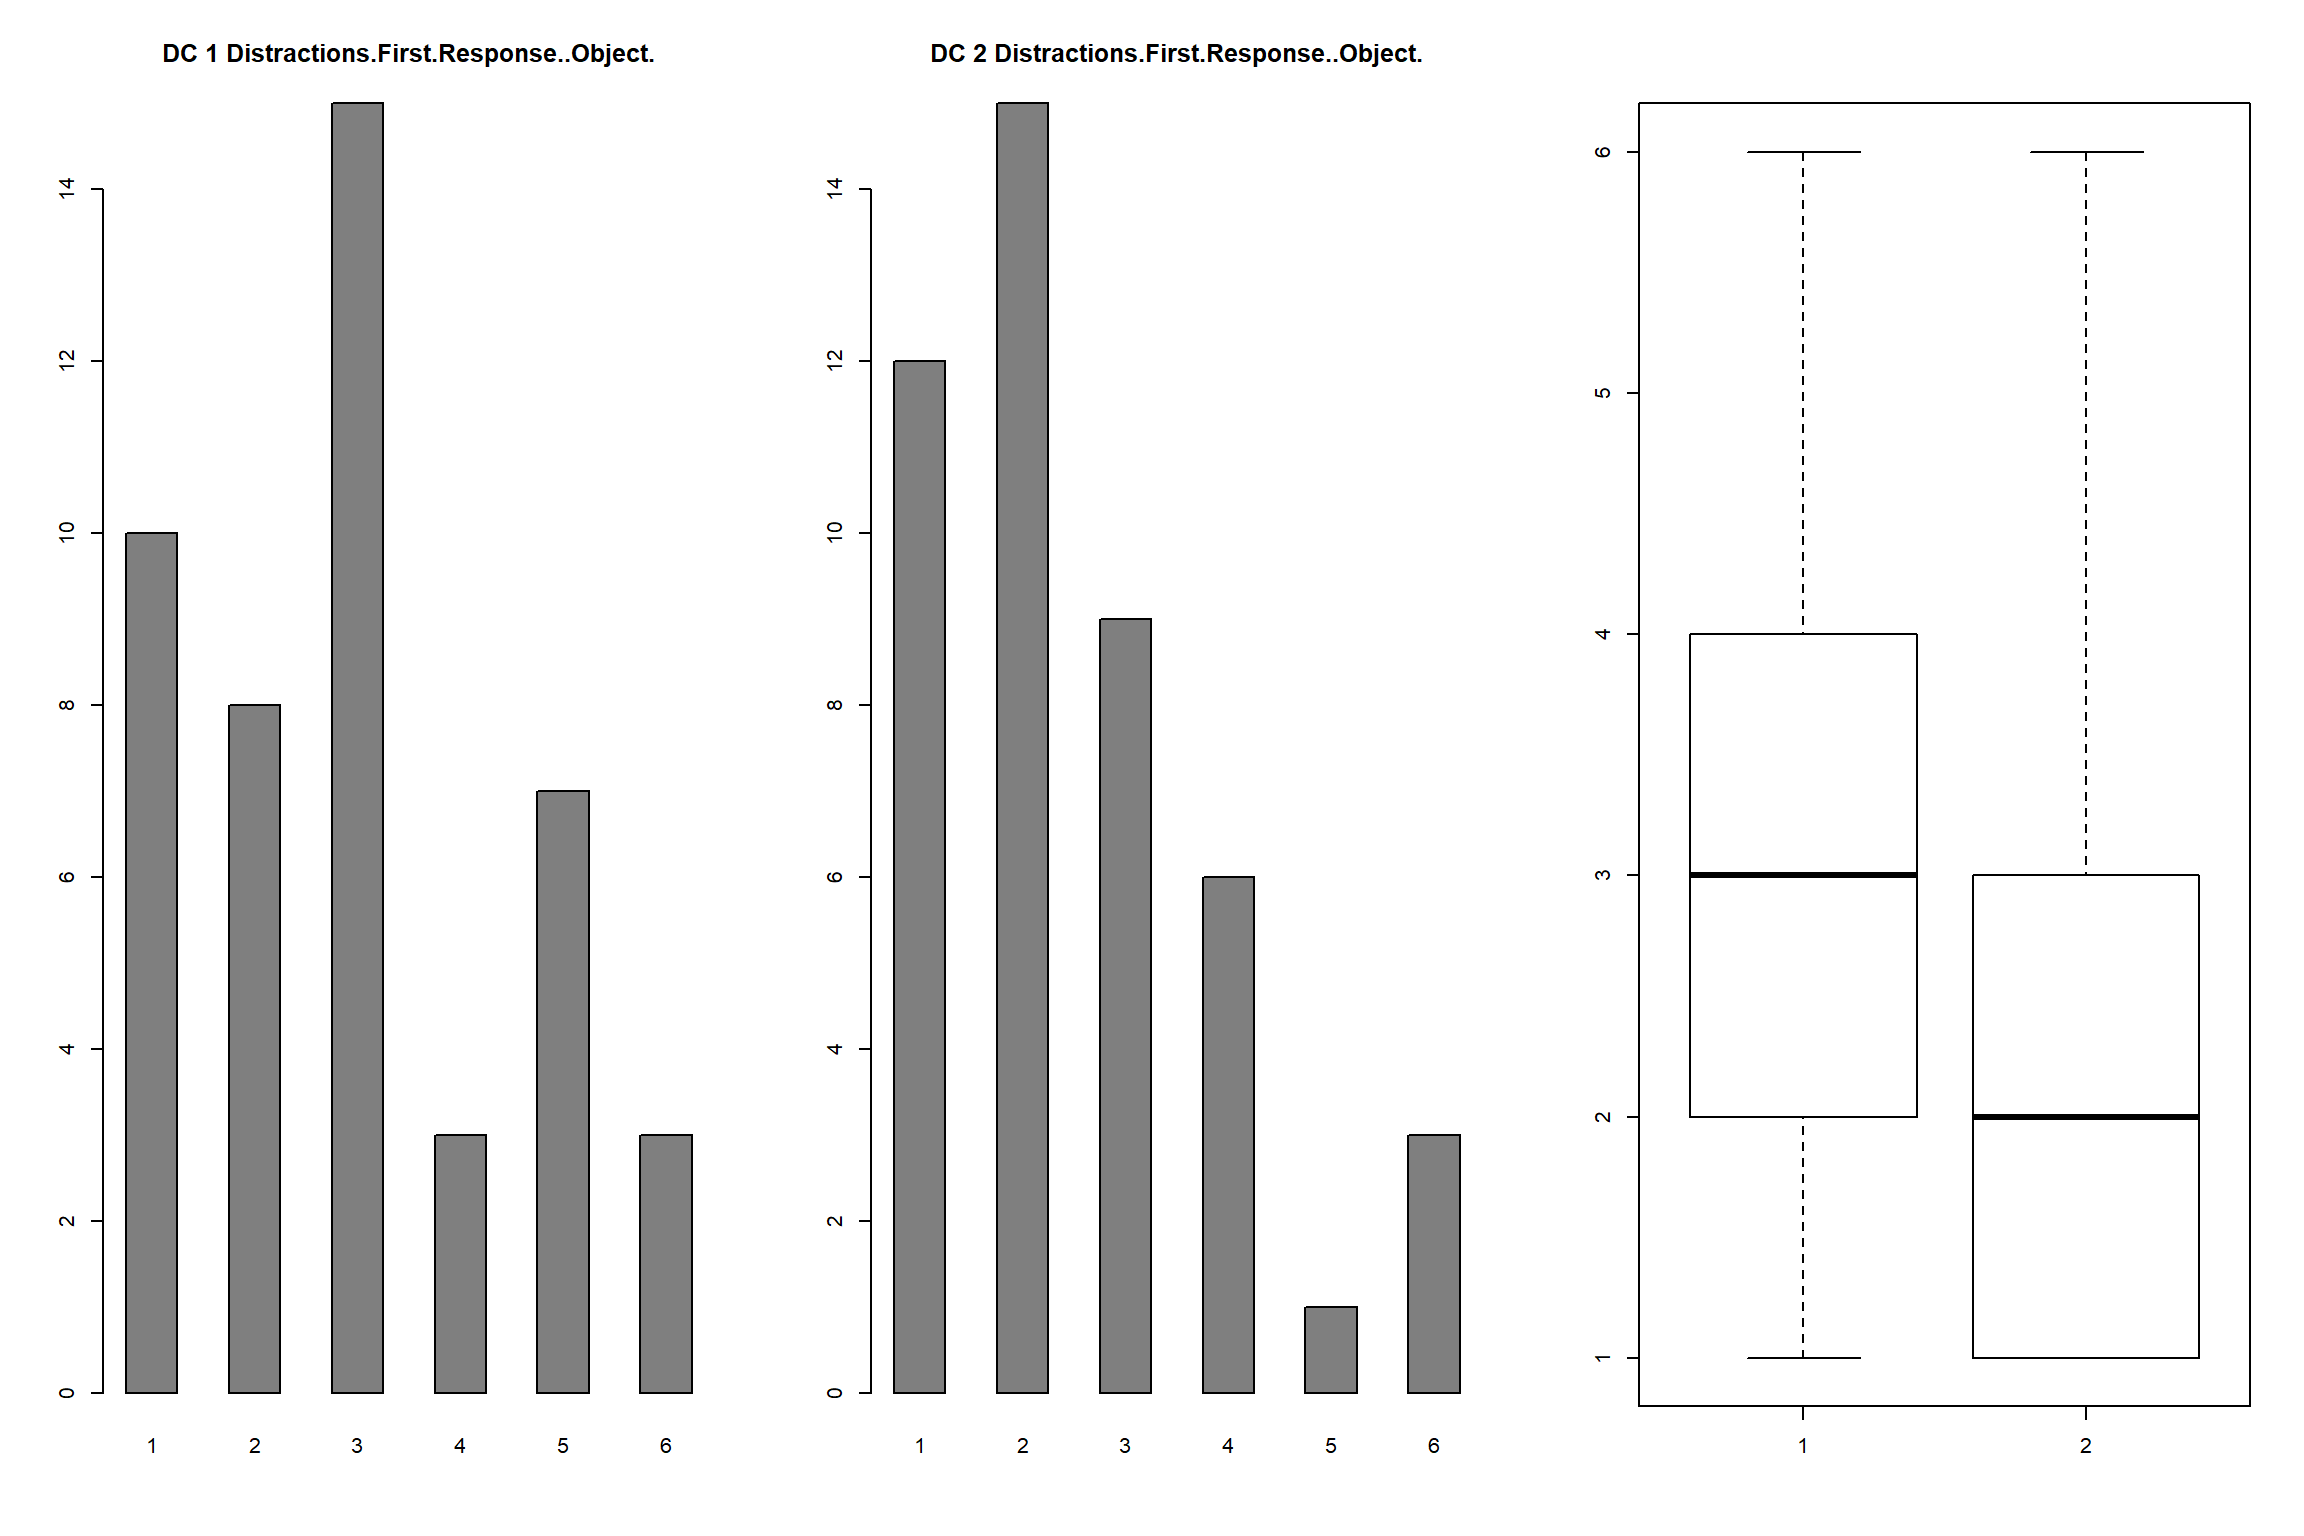 DC 1 Distractions.First.Response..Object.
0 2 4 6 8 10 12 14
1 2 3 4 5 6
DC 2 Distractions.First.Response..Object.
0 2 4 6 8 10 12 14
1 2 3 4 5 6
1 2 3 4 5 6
1 2